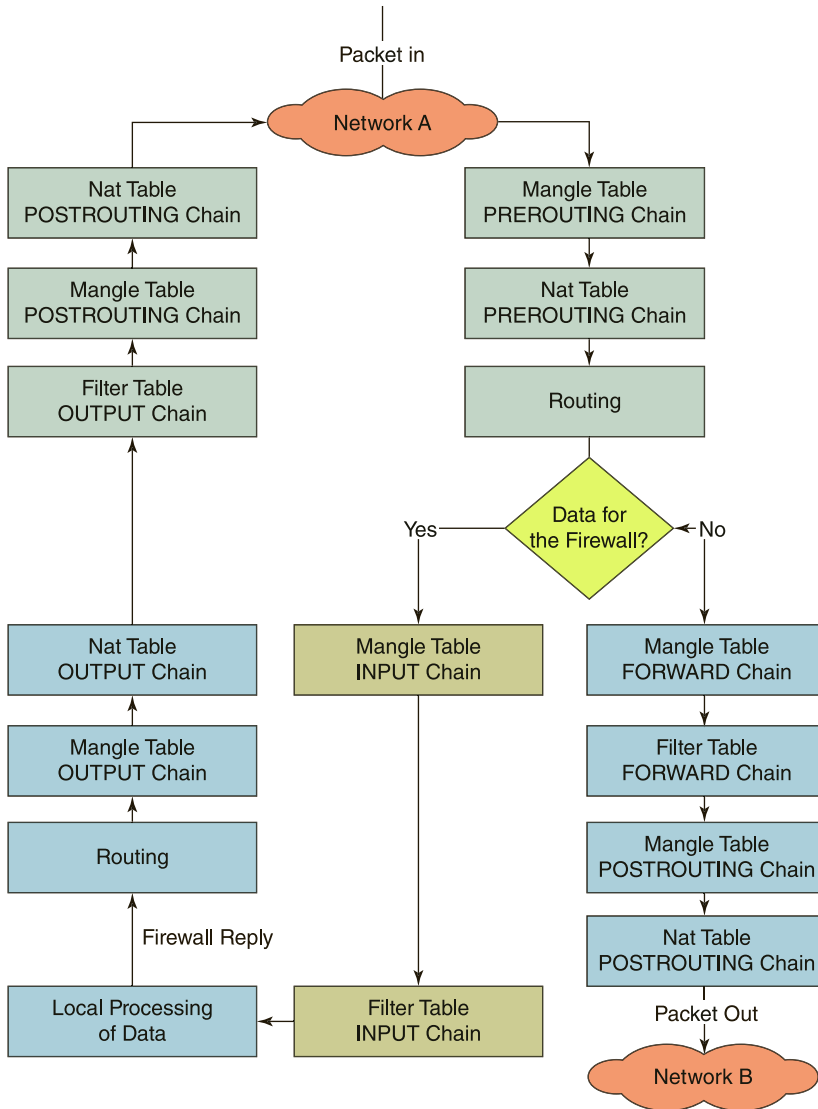 Packet in
Network A
Nat Table
POSTROUTING Chain
Mangle Table
PREROUTING Chain
Mangle Table
POSTROUTING Chain
Nat Table
PREROUTING Chain
Filter Table
OUTPUT Chain
Routing
Data for
the Firewall?
Yes
No
Nat Table
OUTPUT Chain
Mangle Table
INPUT Chain
Mangle Table
FORWARD Chain
Mangle Table
OUTPUT Chain
Filter Table
FORWARD Chain
Routing
Mangle Table
POSTROUTING Chain
Firewall Reply
Nat Table
POSTROUTING Chain
Local Processing
of Data
Filter Table
INPUT Chain
Packet Out
Network B